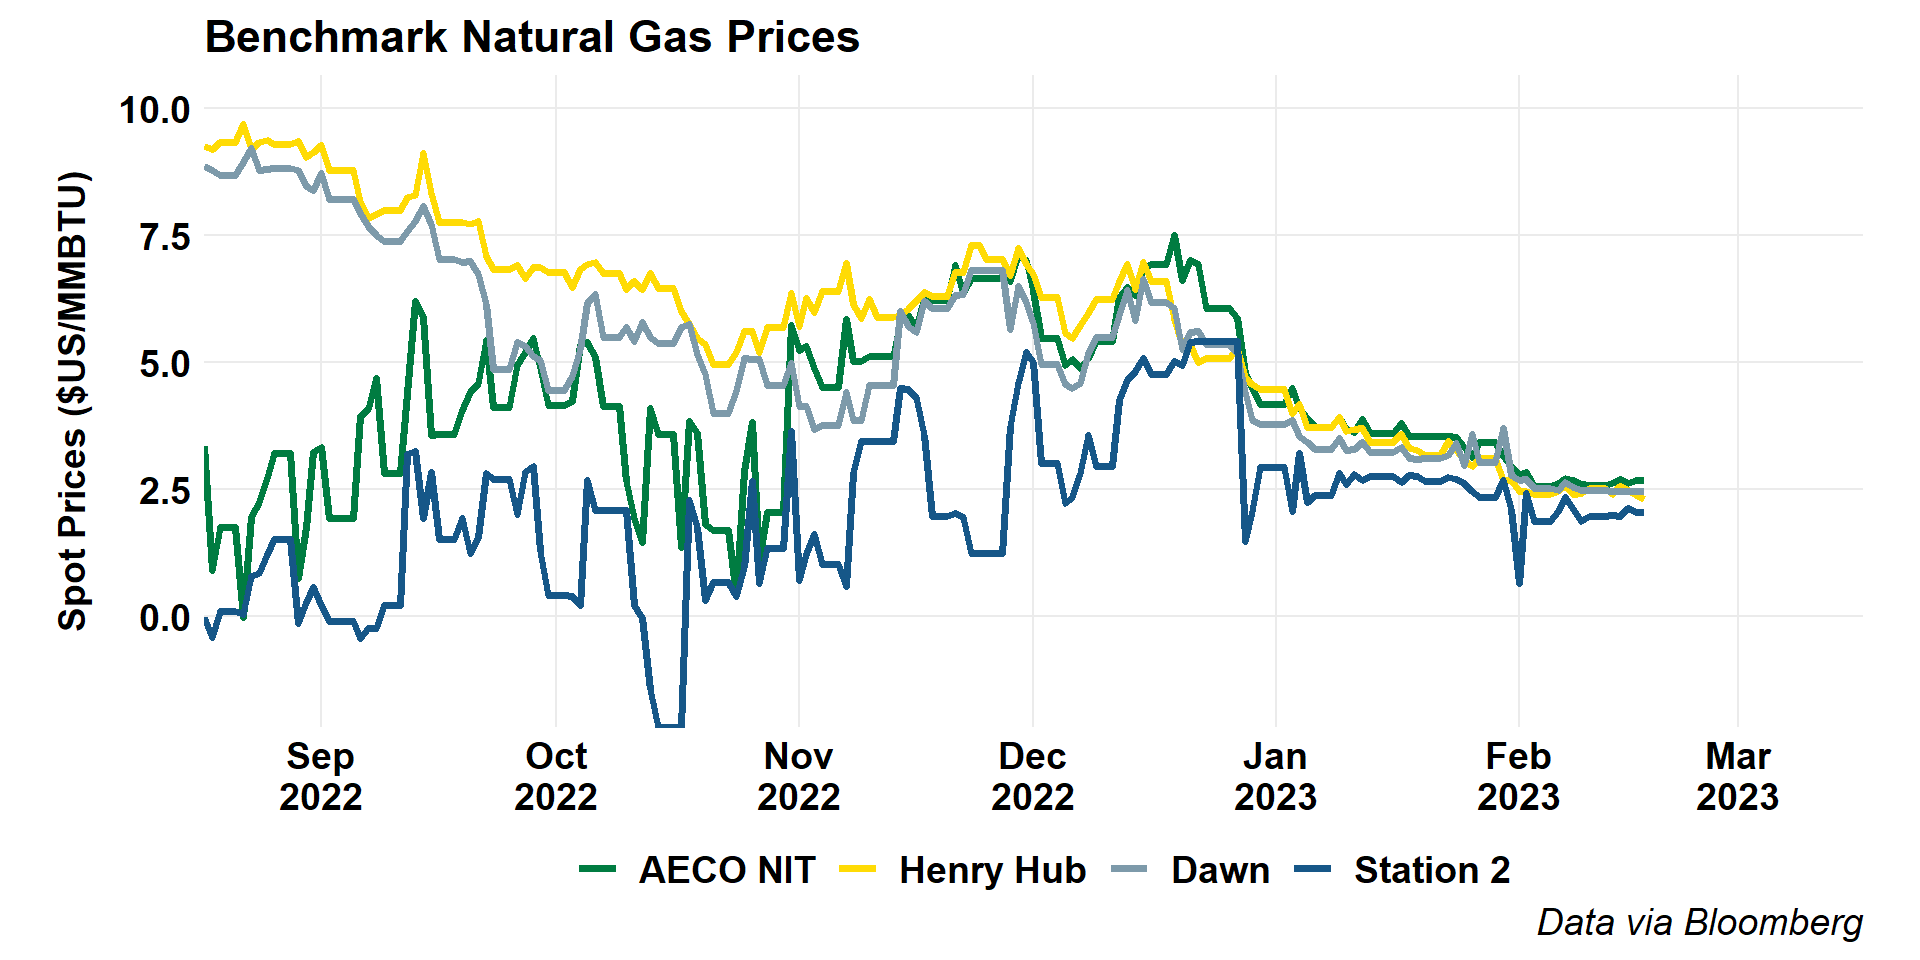 Benchmark Natural Gas Prices
Spot Prices ($US/MMBTU)
10.0
7.5
5.0
2.5
0.0
Sep Oct Nov Dec Jan Feb Mar
2022 2022 2022 2022 2023 2023 2023
AECO NIT Henry Hub Dawn Station 2
Data via Bloomberg